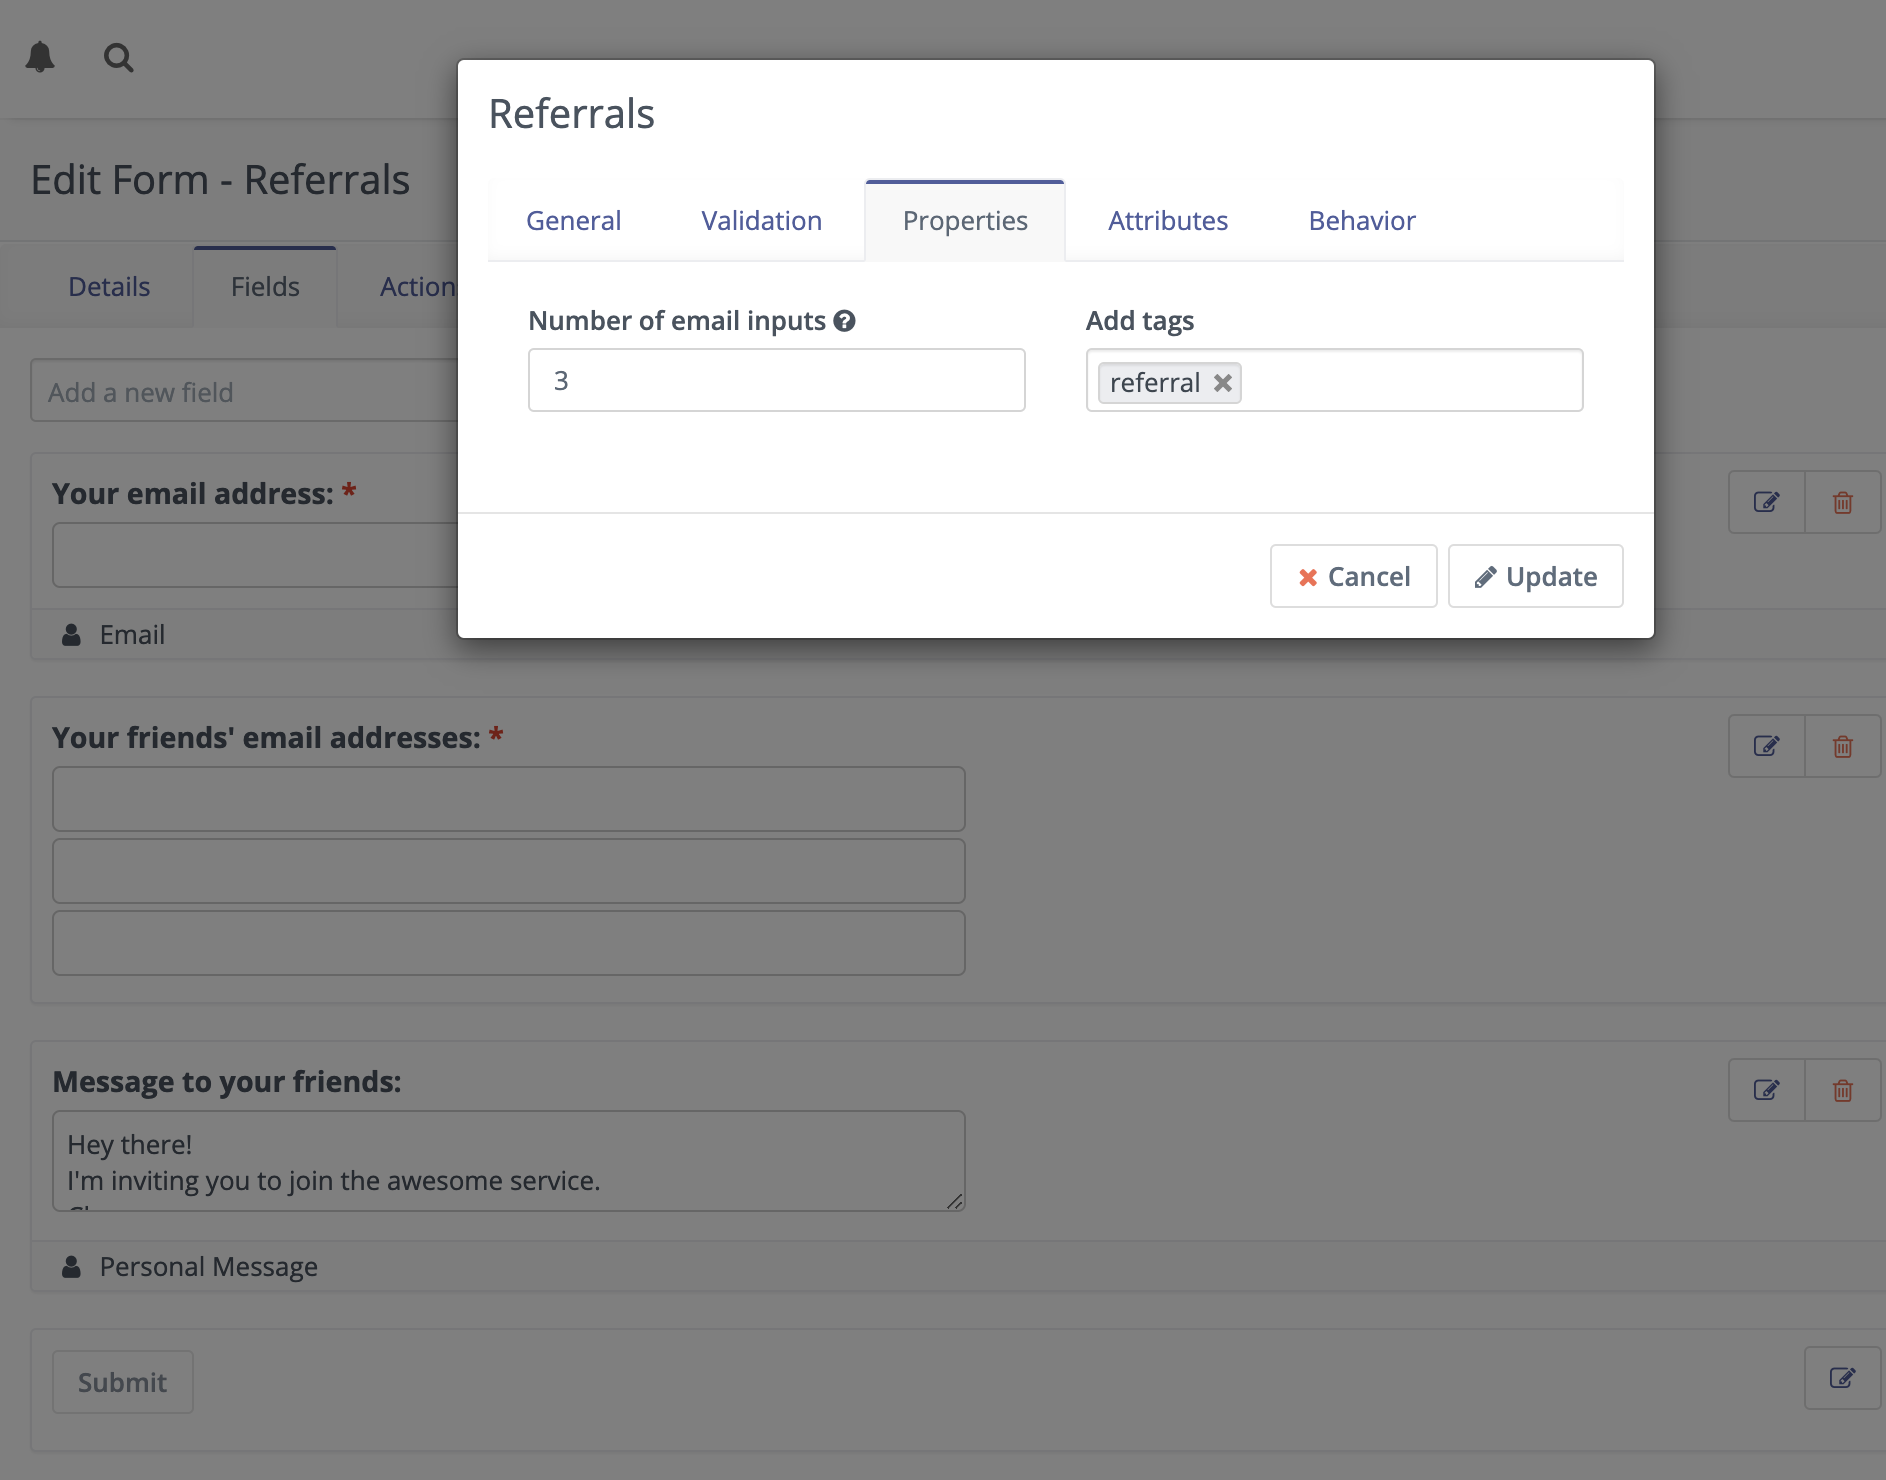 Referrals
Edit Form - Referrals
General Validation Properties Attributes Behavior
Details Fields Action
Number of email inputs
Add tags
3
referral
Add a new field
Your email address: *
Cancel Update
Email
Your friends' email addresses: *
Message to your friends:
Hey there!
I'm inviting you to join the awesome service.
Personal Message
Submit